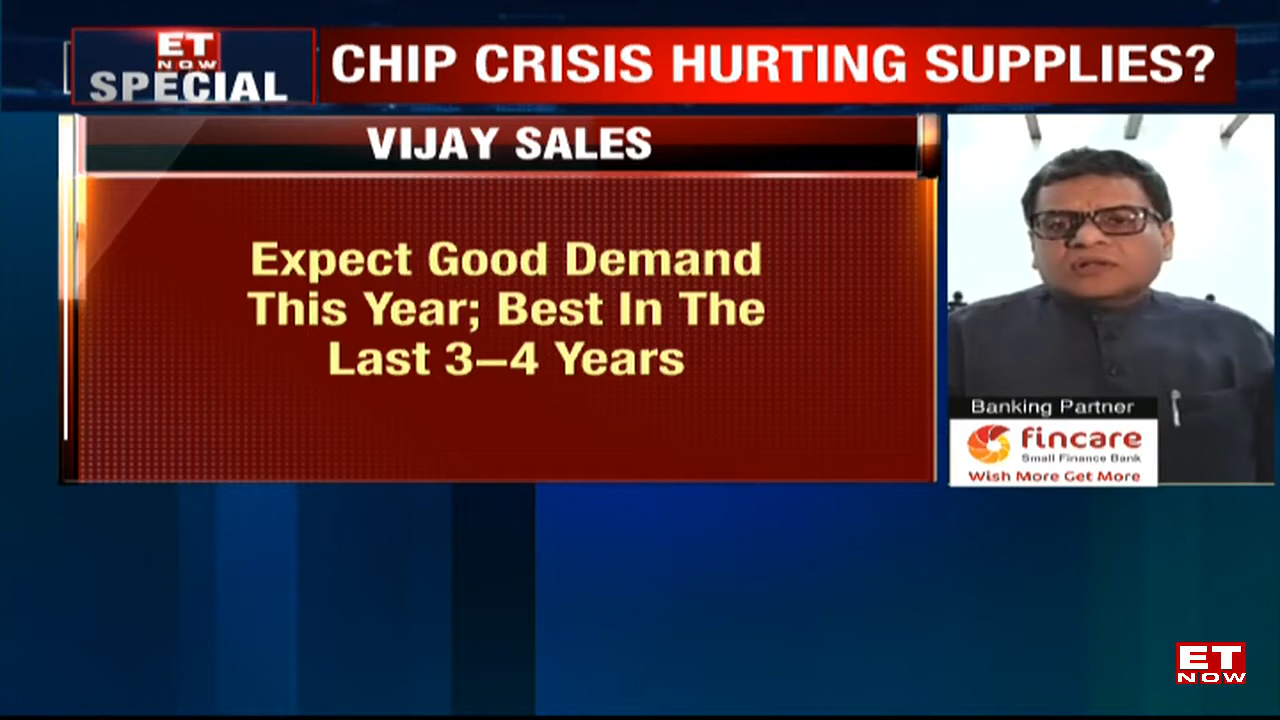 ET
NOW
SPECIAL
CHIP CRISIS HURTING SUPPLIES?
VIJAY SALES
Expect Good Demand
This Year; Best In The
Last 3–4 Years
Banking Partner
fincare
Small Finance Bank
Wish More Get More
ET
NOW